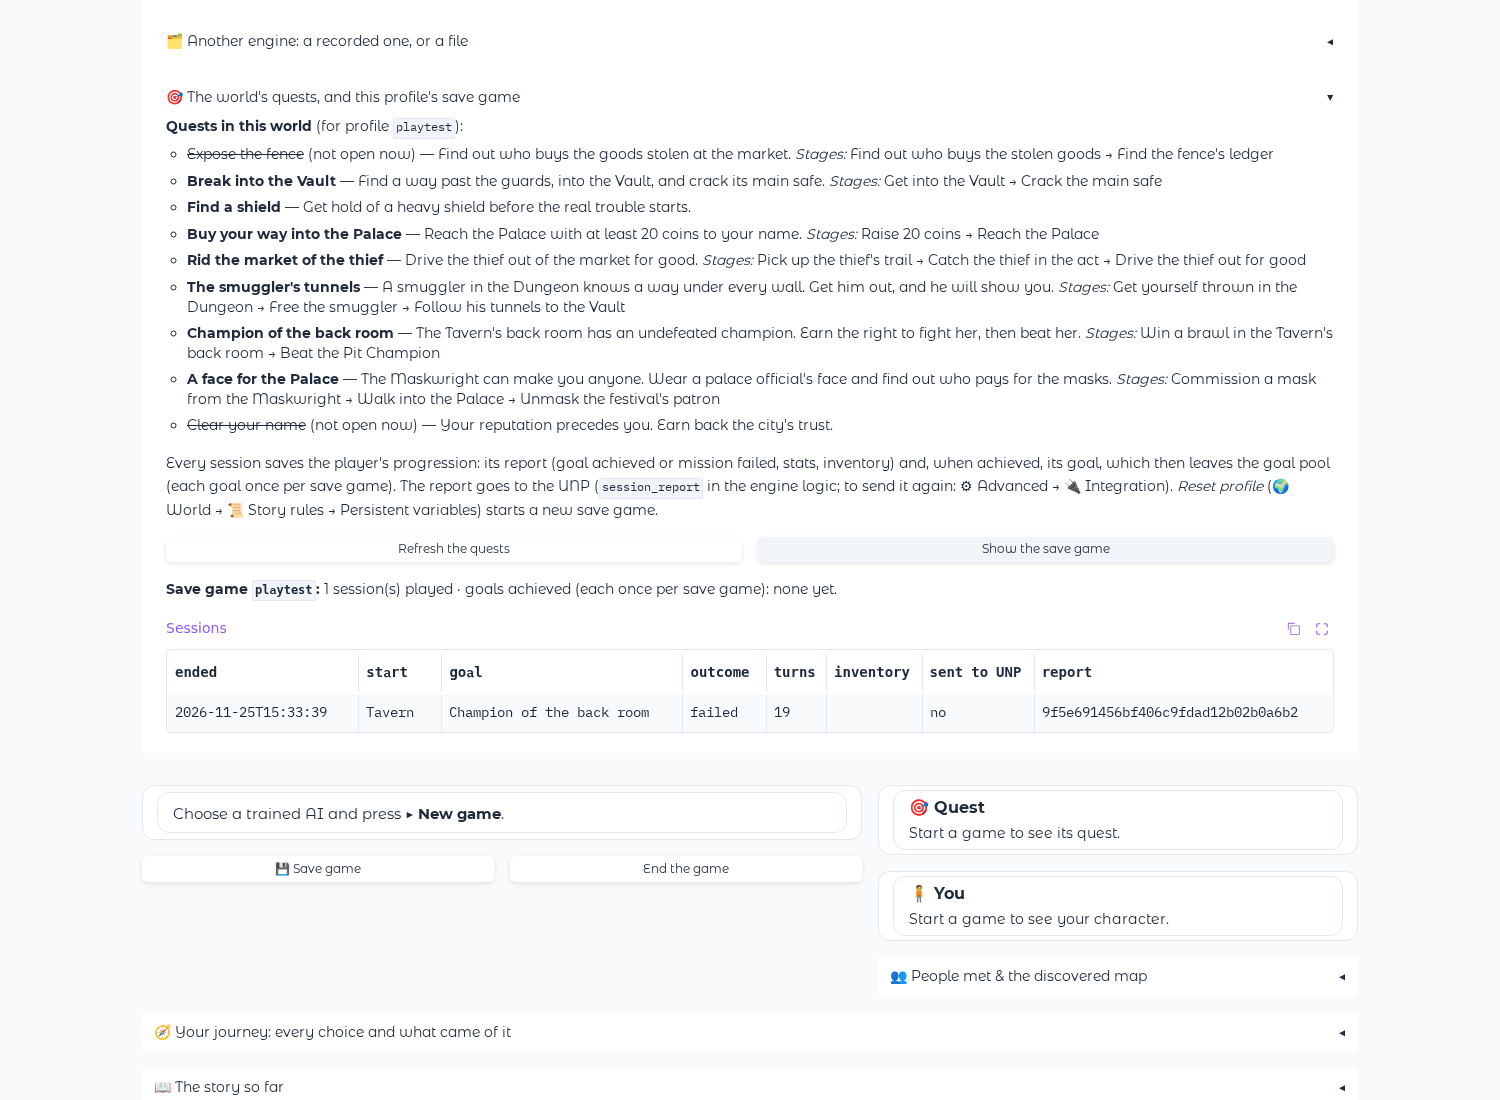 🗂️ Another engine: a recorded one, or a file ◂
🎯 The world's quests, and this profile's save game ▾
Quests in this world (for profile playtest):
◦ Expose the fence (not open now) — Find out who buys the goods stolen at the market. Stages: Find out who buys the stolen goods → Find the fence's ledger
◦ Break into the Vault — Find a way past the guards, into the Vault, and crack its main safe. Stages: Get into the Vault → Crack the main safe
◦ Find a shield — Get hold of a heavy shield before the real trouble starts.
◦ Buy your way into the Palace — Reach the Palace with at least 20 coins to your name. Stages: Raise 20 coins → Reach the Palace
◦ Rid the market of the thief — Drive the thief out of the market for good. Stages: Pick up the thief's trail → Catch the thief in the act → Drive the thief out for good
◦ The smuggler's tunnels — A smuggler in the Dungeon knows a way under every wall. Get him out, and he will show you. Stages: Get yourself thrown in the
Dungeon → Free the smuggler → Follow his tunnels to the Vault
◦ Champion of the back room — The Tavern's back room has an undefeated champion. Earn the right to fight her, then beat her. Stages: Win a brawl in the Tavern's
back room → Beat the Pit Champion
◦ A face for the Palace — The Maskwright can make you anyone. Wear a palace official's face and find out who pays for the masks. Stages: Commission a mask
from the Maskwright → Walk into the Palace → Unmask the festival's patron
◦ Clear your name (not open now) — Your reputation precedes you. Earn back the city's trust.
Every session saves the player's progression: its report (goal achieved or mission failed, stats, inventory) and, when achieved, its goal, which then leaves the goal pool
(each goal once per save game). The report goes to the UNP (session_report in the engine logic; to send it again: ⚙ Advanced → 🔌 Integration). Reset profile (🌍
World → 📜 Story rules → Persistent variables) starts a new save game.
Refresh the quests
Show the save game
Save game playtest: 1 session(s) played · goals achieved (each once per save game): none yet.
Sessions
ended start goal outcome turns inventory sent to UNP report
2026-11-25T15:33:39 Tavern Champion of the back room failed 19 no 9f5e691456bf406c9fdad12b02b0a6b2
Choose a trained AI and press ▸ New game.
💾 Save game
End the game
🎯 Quest
Start a game to see its quest.
🧍 You
Start a game to see your character.
👥 People met & the discovered map ◂
🧭 Your journey: every choice and what came of it ◂
📖 The story so far ◂